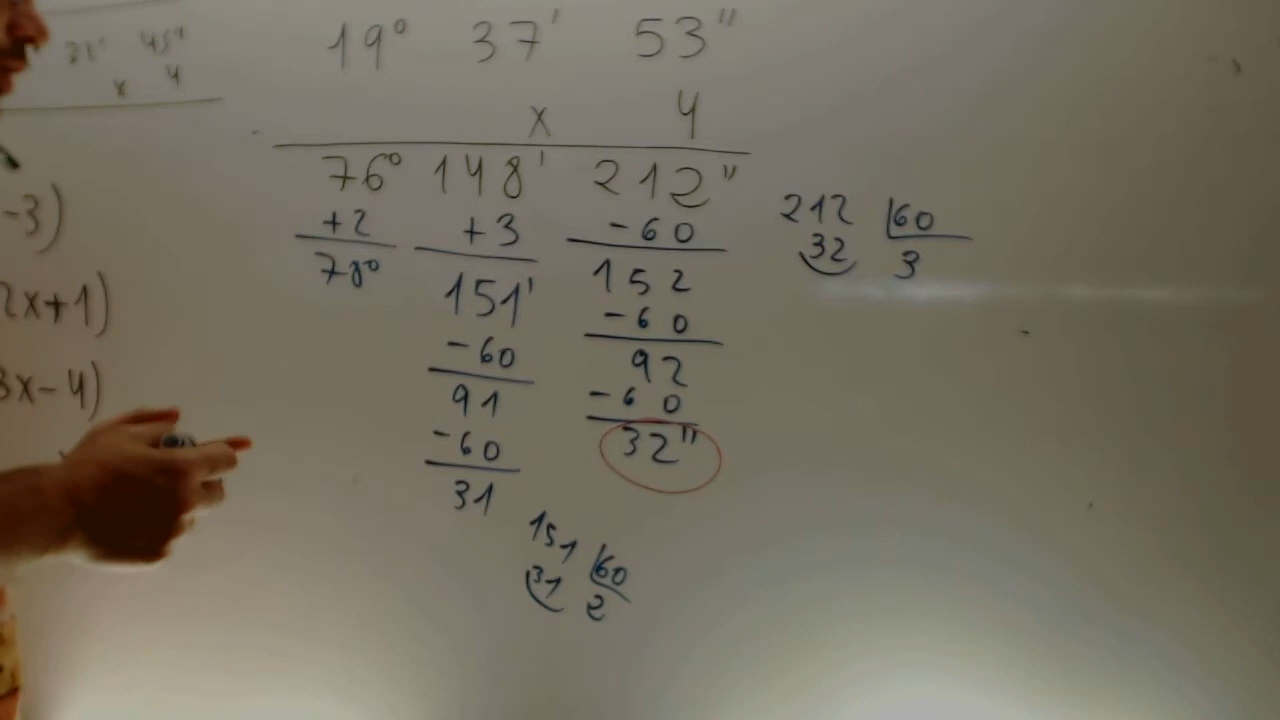 45"
x 4
-3)
2x+1)
3x-4)
19° 37' 53"
x 4
76° 148' 212"
+2 +3 -60
78° 151' 152
-60 -60
91 92
-60 -60
31 32"
212 60
32 3
151 60
31 2